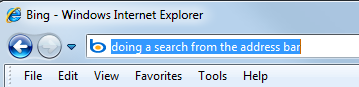 Bing - Windows Internet Explorer
doing a search from the address bar
File Edit View Favorites Tools Help